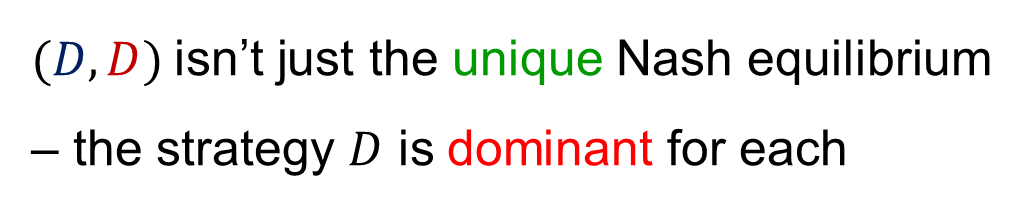 (D, D) isn’t just the unique Nash equilibrium
– the strategy D is dominant for each